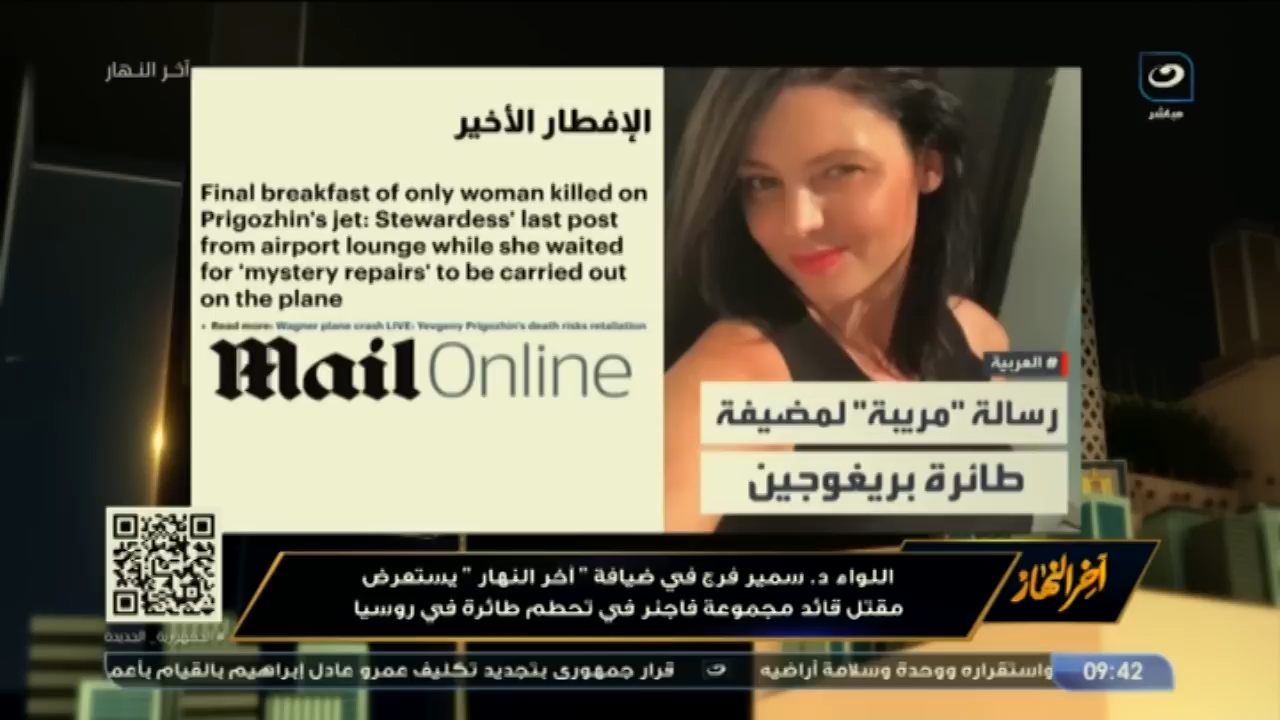 آخر النهار
مباشر
الإفطار الأخير
Final breakfast of only woman killed on
Prigozhin's jet: Stewardess' last post
from airport lounge while she waited
for 'mystery repairs' to be carried out
on the plane
• Read more: Wagner plane crash LIVE: Yevgeny Prigozhin's death risks retaliation
Mail Online
# العربية
رسالة "مريبة" لمضيفة
طائرة بريغوجين
آخر النهار
اللواء د. سمير فرج في ضيافة " آخر النهار " يستعرض
مقتل قائد مجموعة فاجنر في تحطم طائرة في روسيا
#الجمهورية_الجديدة
09:42
واستقراره ووحدة وسلامة أراضيه قرار جمهورى بتجديد تكليف عمرو عادل إبراهيم بالقيام بأعم